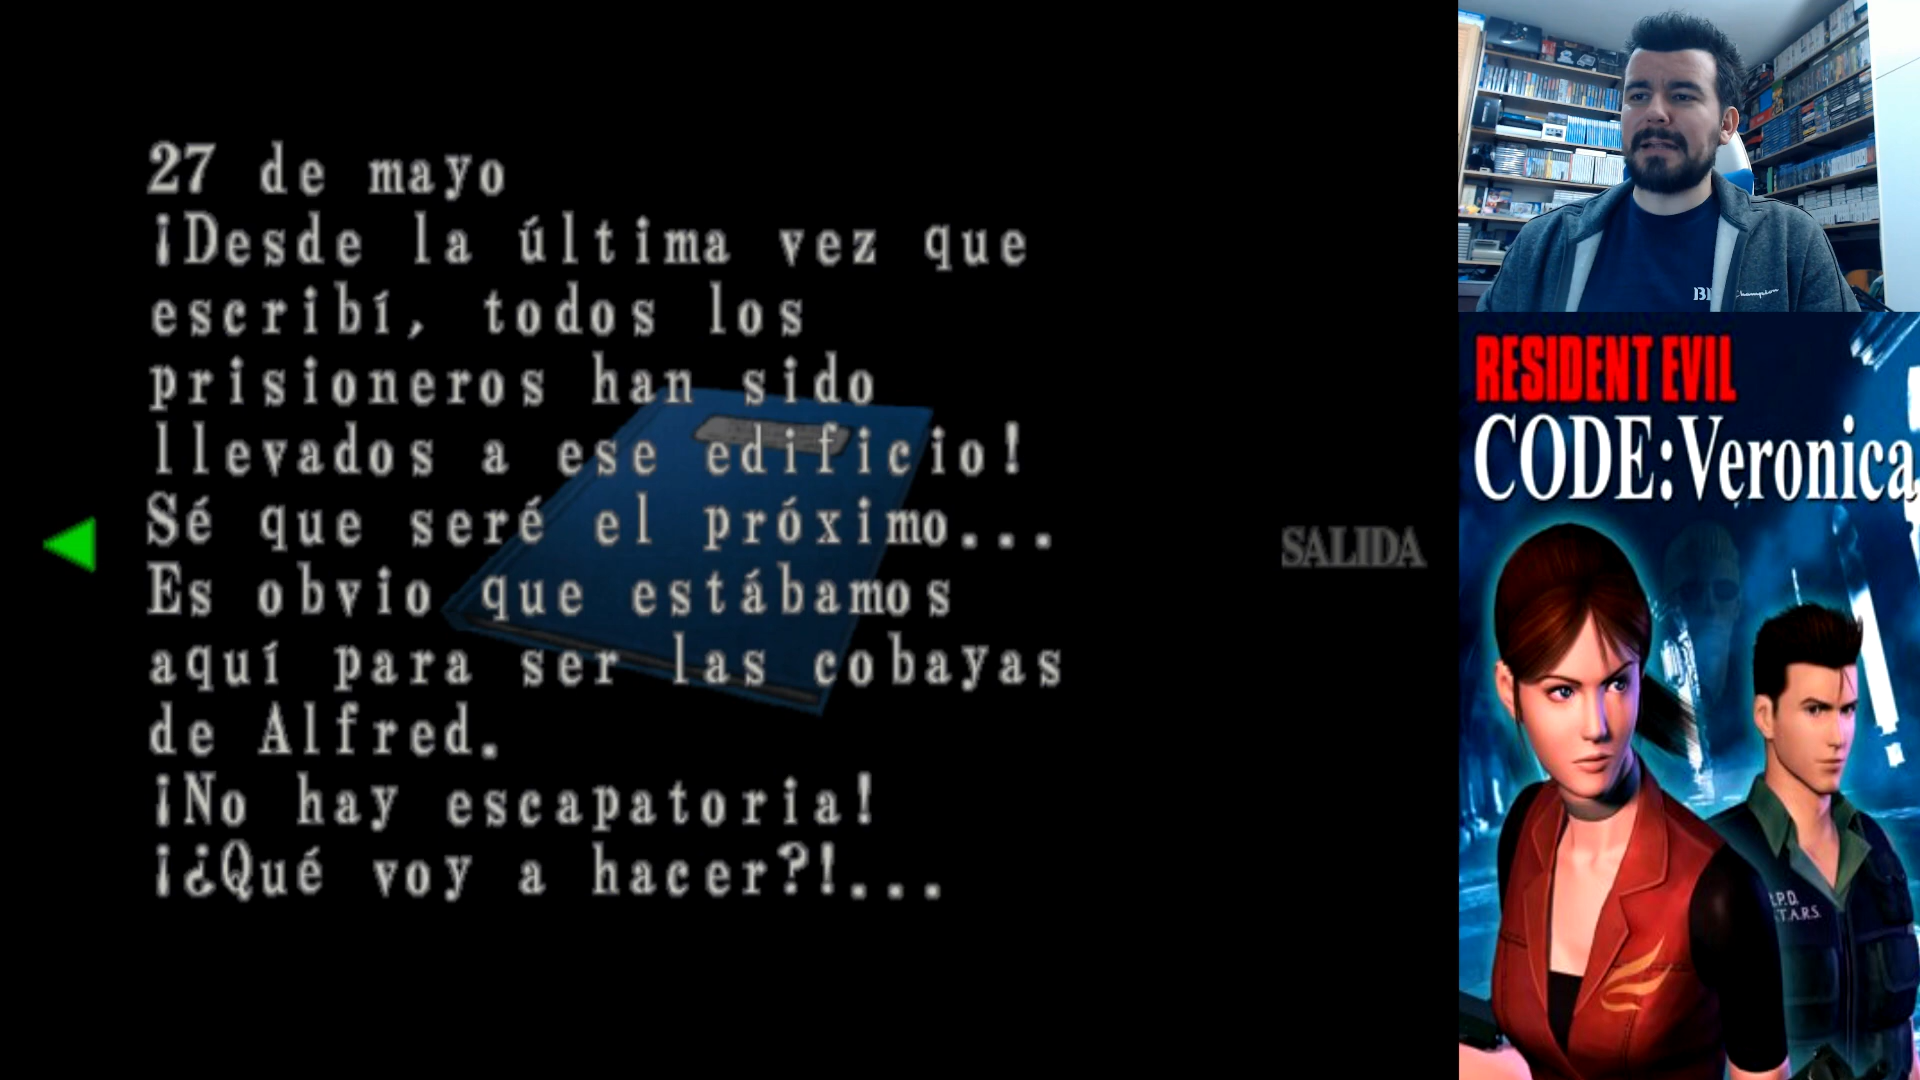 27 de mayo
¡Desde la última vez que
escribí, todos los
prisioneros han sido
llevados a ese edificio!
Sé que seré el próximo...
Es obvio que estábamos
aquí para ser las cobayas
de Alfred.
¡No hay escapatoria!
¡¿Qué voy a hacer?!...
SALIDA
Champion
RESIDENT EVIL
CODE:Veronica
R.P.D.
S.T.A.R.S.